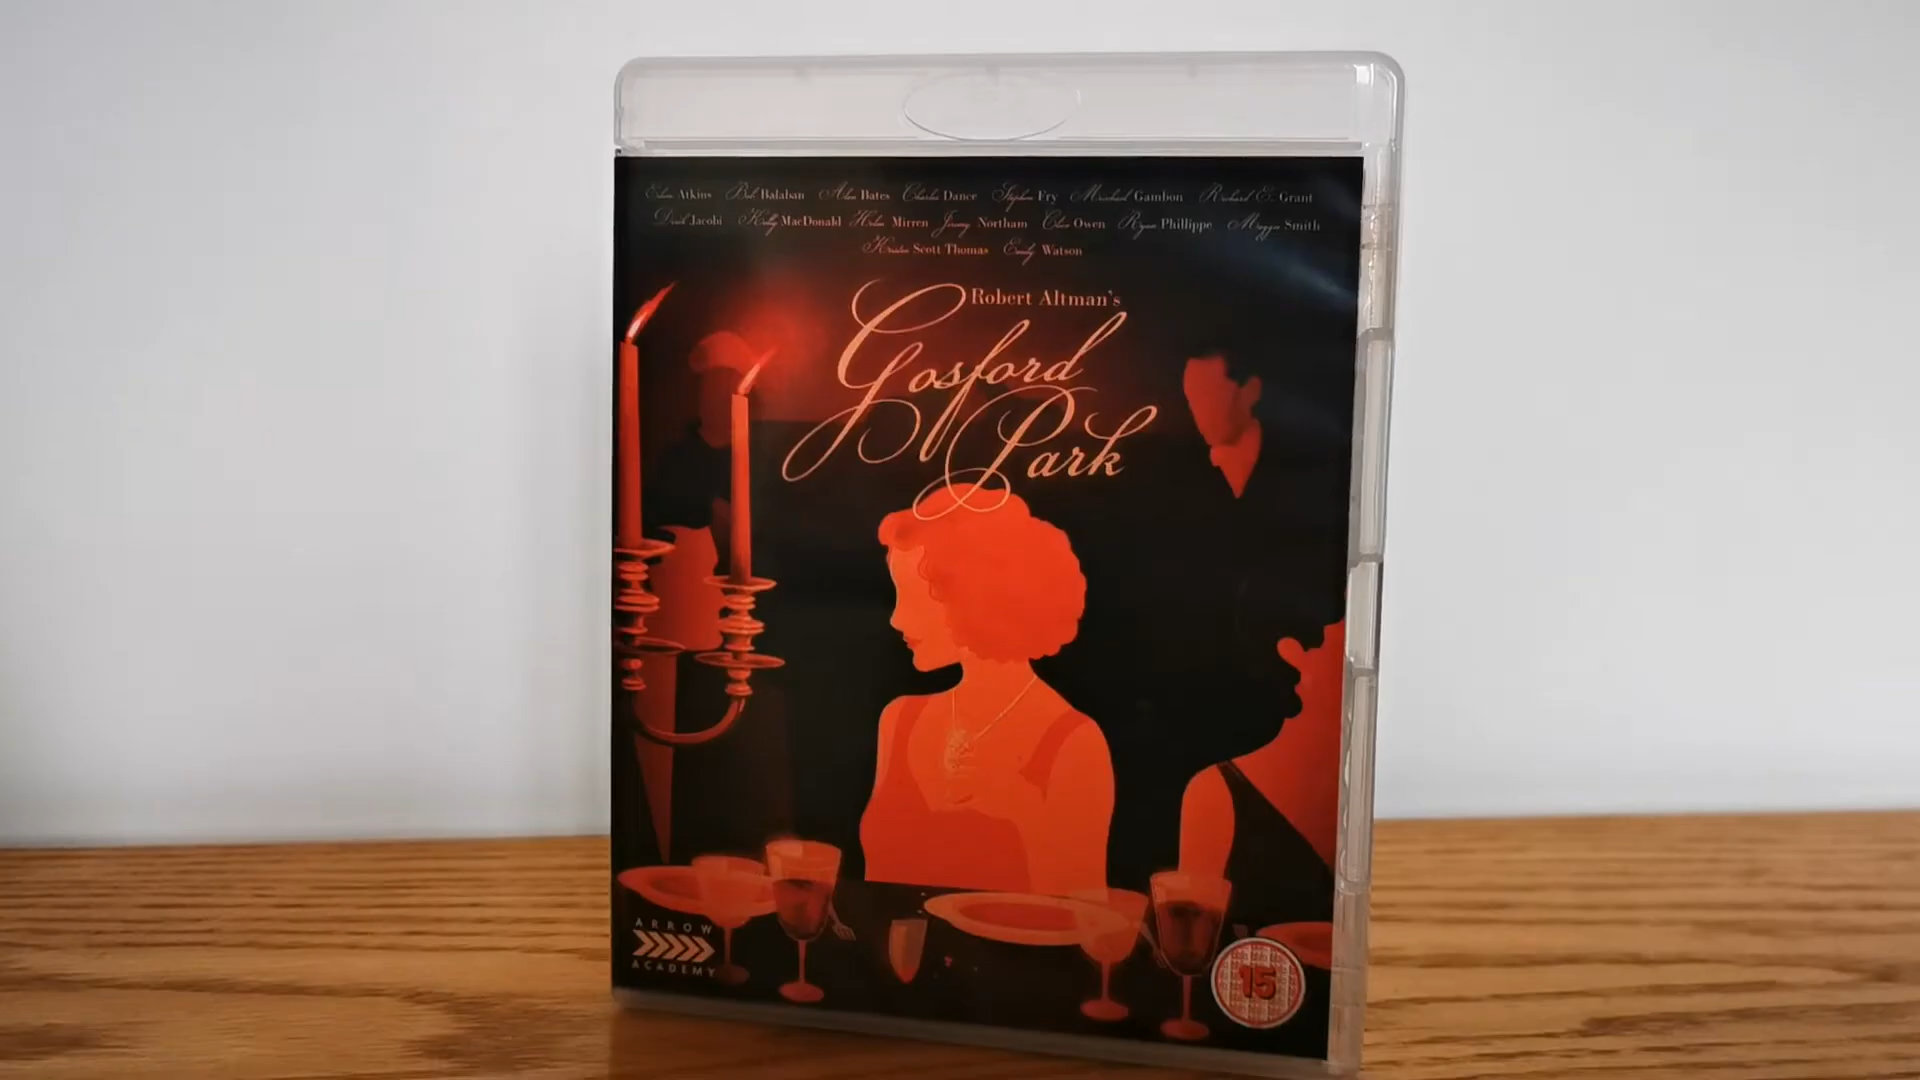 Eileen Atkins Bob Balaban Alan Bates Charles Dance Stephen Fry Michael Gambon Richard E. Grant
Derek Jacobi Kelly MacDonald Helen Mirren Jeremy Northam Clive Owen Ryan Phillippe Maggie Smith
Kristin Scott Thomas Emily Watson
Robert Altman's
Gosford
Park
ARROW
ACADEMY
15